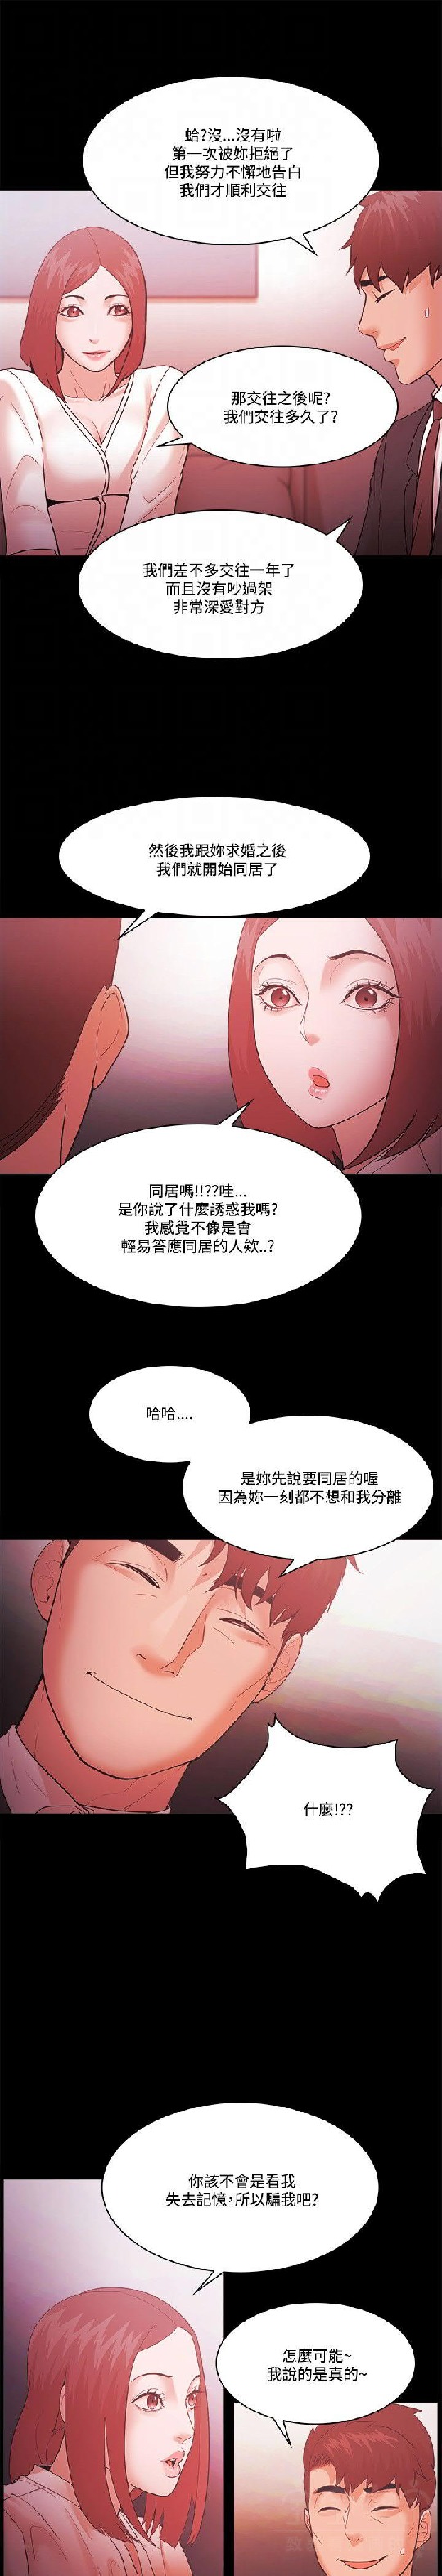 蛤?沒...沒有啦
第一次被妳拒絕了
但我努力不懈地告白
我們才順利交往
那交往之後呢?
我們交往多久了?
我們差不多交往一年了
而且沒有吵過架
非常深愛對方
然後我跟妳求婚之後
我們就開始同居了
同居嗎!!??哇...
是你說了什麼誘惑我嗎?
我感覺不像是會
輕易答應同居的人欸..?
哈哈....
是妳先說要同居的喔
因為妳一刻都不想和我分離
什麼!??
你該不會是看我
失去記憶,所以騙我吧?
怎麼可能~
我說的是真的~